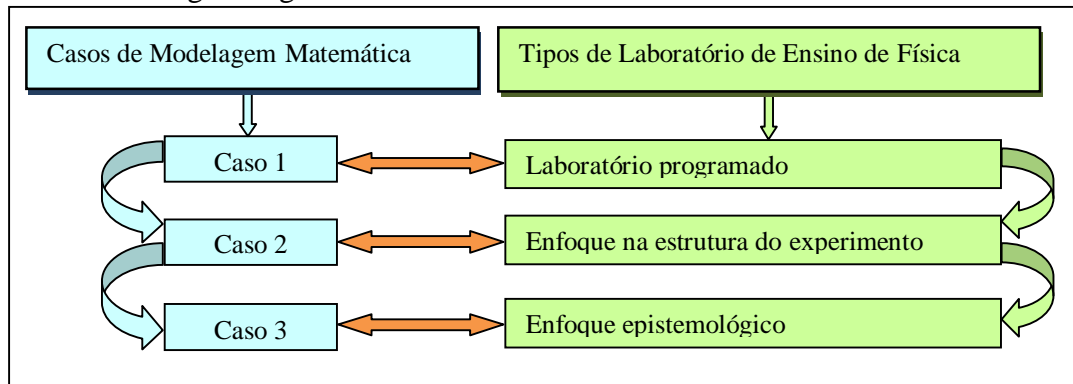 Casos de Modelagem Matemática
Tipos de Laboratório de Ensino de Física
Caso 1
Laboratório programado
Caso 2
Enfoque na estrutura do experimento
Caso 3
Enfoque epistemológico